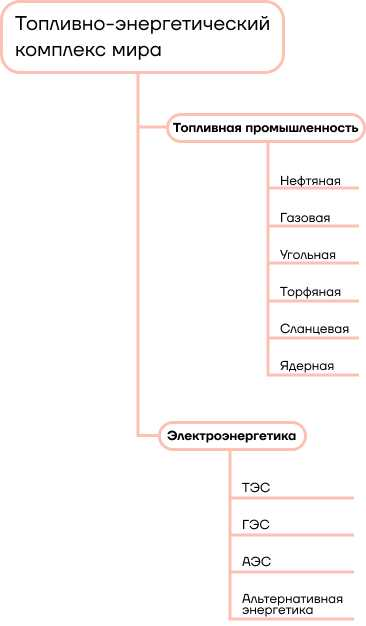 Топливно-энергетический
комплекс мира
Топливная промышленность
Нефтяная
Газовая
Угольная
Торфяная
Сланцевая
Ядерная
Электроэнергетика
ТЭС
ГЭС
АЭС
Альтернативная
энергетика